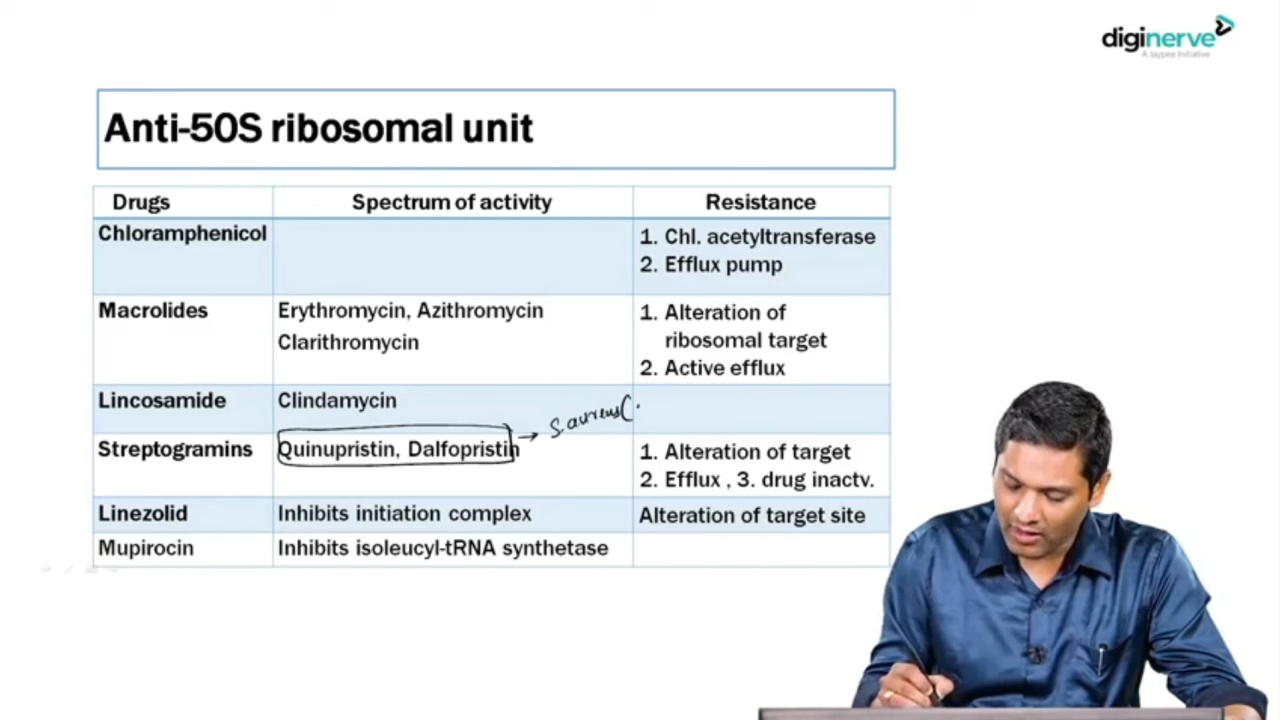 diginerve
A Jaypee Initiative
Anti-50S ribosomal unit
Drugs Spectrum of activity Resistance
Chloramphenicol
1. Chl. acetyltransferase
2. Efflux pump
Macrolides
Erythromycin, Azithromycin
Clarithromycin
1. Alteration of
ribosomal target
2. Active efflux
Lincosamide Clindamycin
S. aureus(
Streptogramins Quinupristin, Dalfopristin
1. Alteration of target
2. Efflux , 3. drug inactv.
Linezolid Inhibits initiation complex Alteration of target site
Mupirocin Inhibits isoleucyl-tRNA synthetase